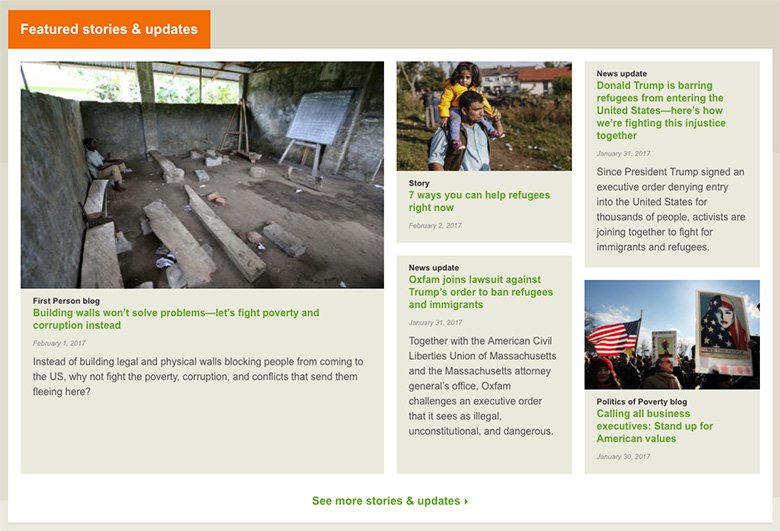 Featured stories & updates
First Person blog
Building walls won’t solve problems—let’s fight poverty and
corruption instead
February 1, 2017
Instead of building legal and physical walls blocking people from coming to
the US, why not fight the poverty, corruption, and conflicts that send them
fleeing here?
Story
7 ways you can help refugees
right now
February 2, 2017
News update
Oxfam joins lawsuit against
Trump’s order to ban refugees
and immigrants
January 31, 2017
Together with the American Civil
Liberties Union of Massachusetts
and the Massachusetts attorney
general’s office, Oxfam
challenges an executive order
that it sees as illegal,
unconstitutional, and dangerous.
News update
Donald Trump is barring
refugees from entering the
United States—here’s how
we’re fighting this injustice
together
January 31, 2017
Since President Trump signed an
executive order denying entry
into the United States for
thousands of people, activists are
joining together to fight for
immigrants and refugees.
Politics of Poverty blog
Calling all business
executives: Stand up for
American values
January 30, 2017
See more stories & updates